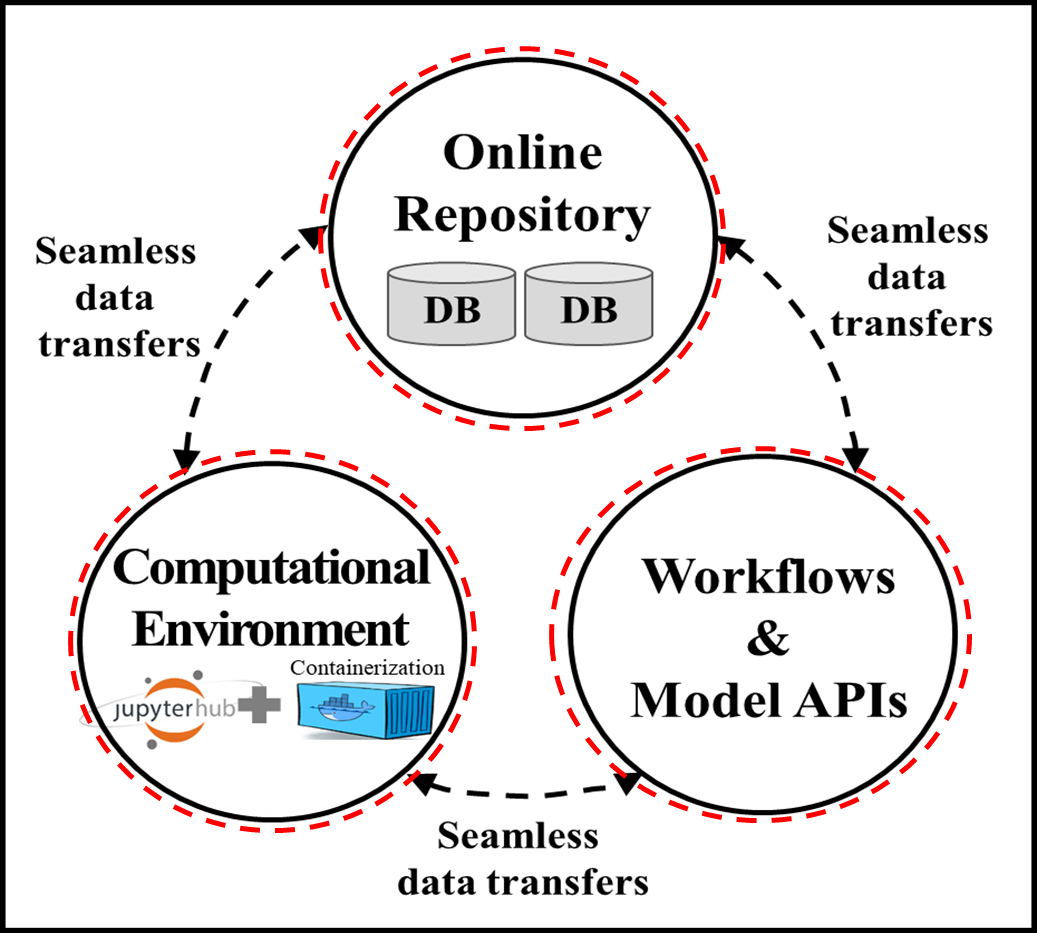 Online
Repository
DB
DB
Seamless
data
transfers
Seamless
data
transfers
Computational
Environment
Containerization
jupyterhub
Workflows
&
Model APIs
Seamless
data transfers